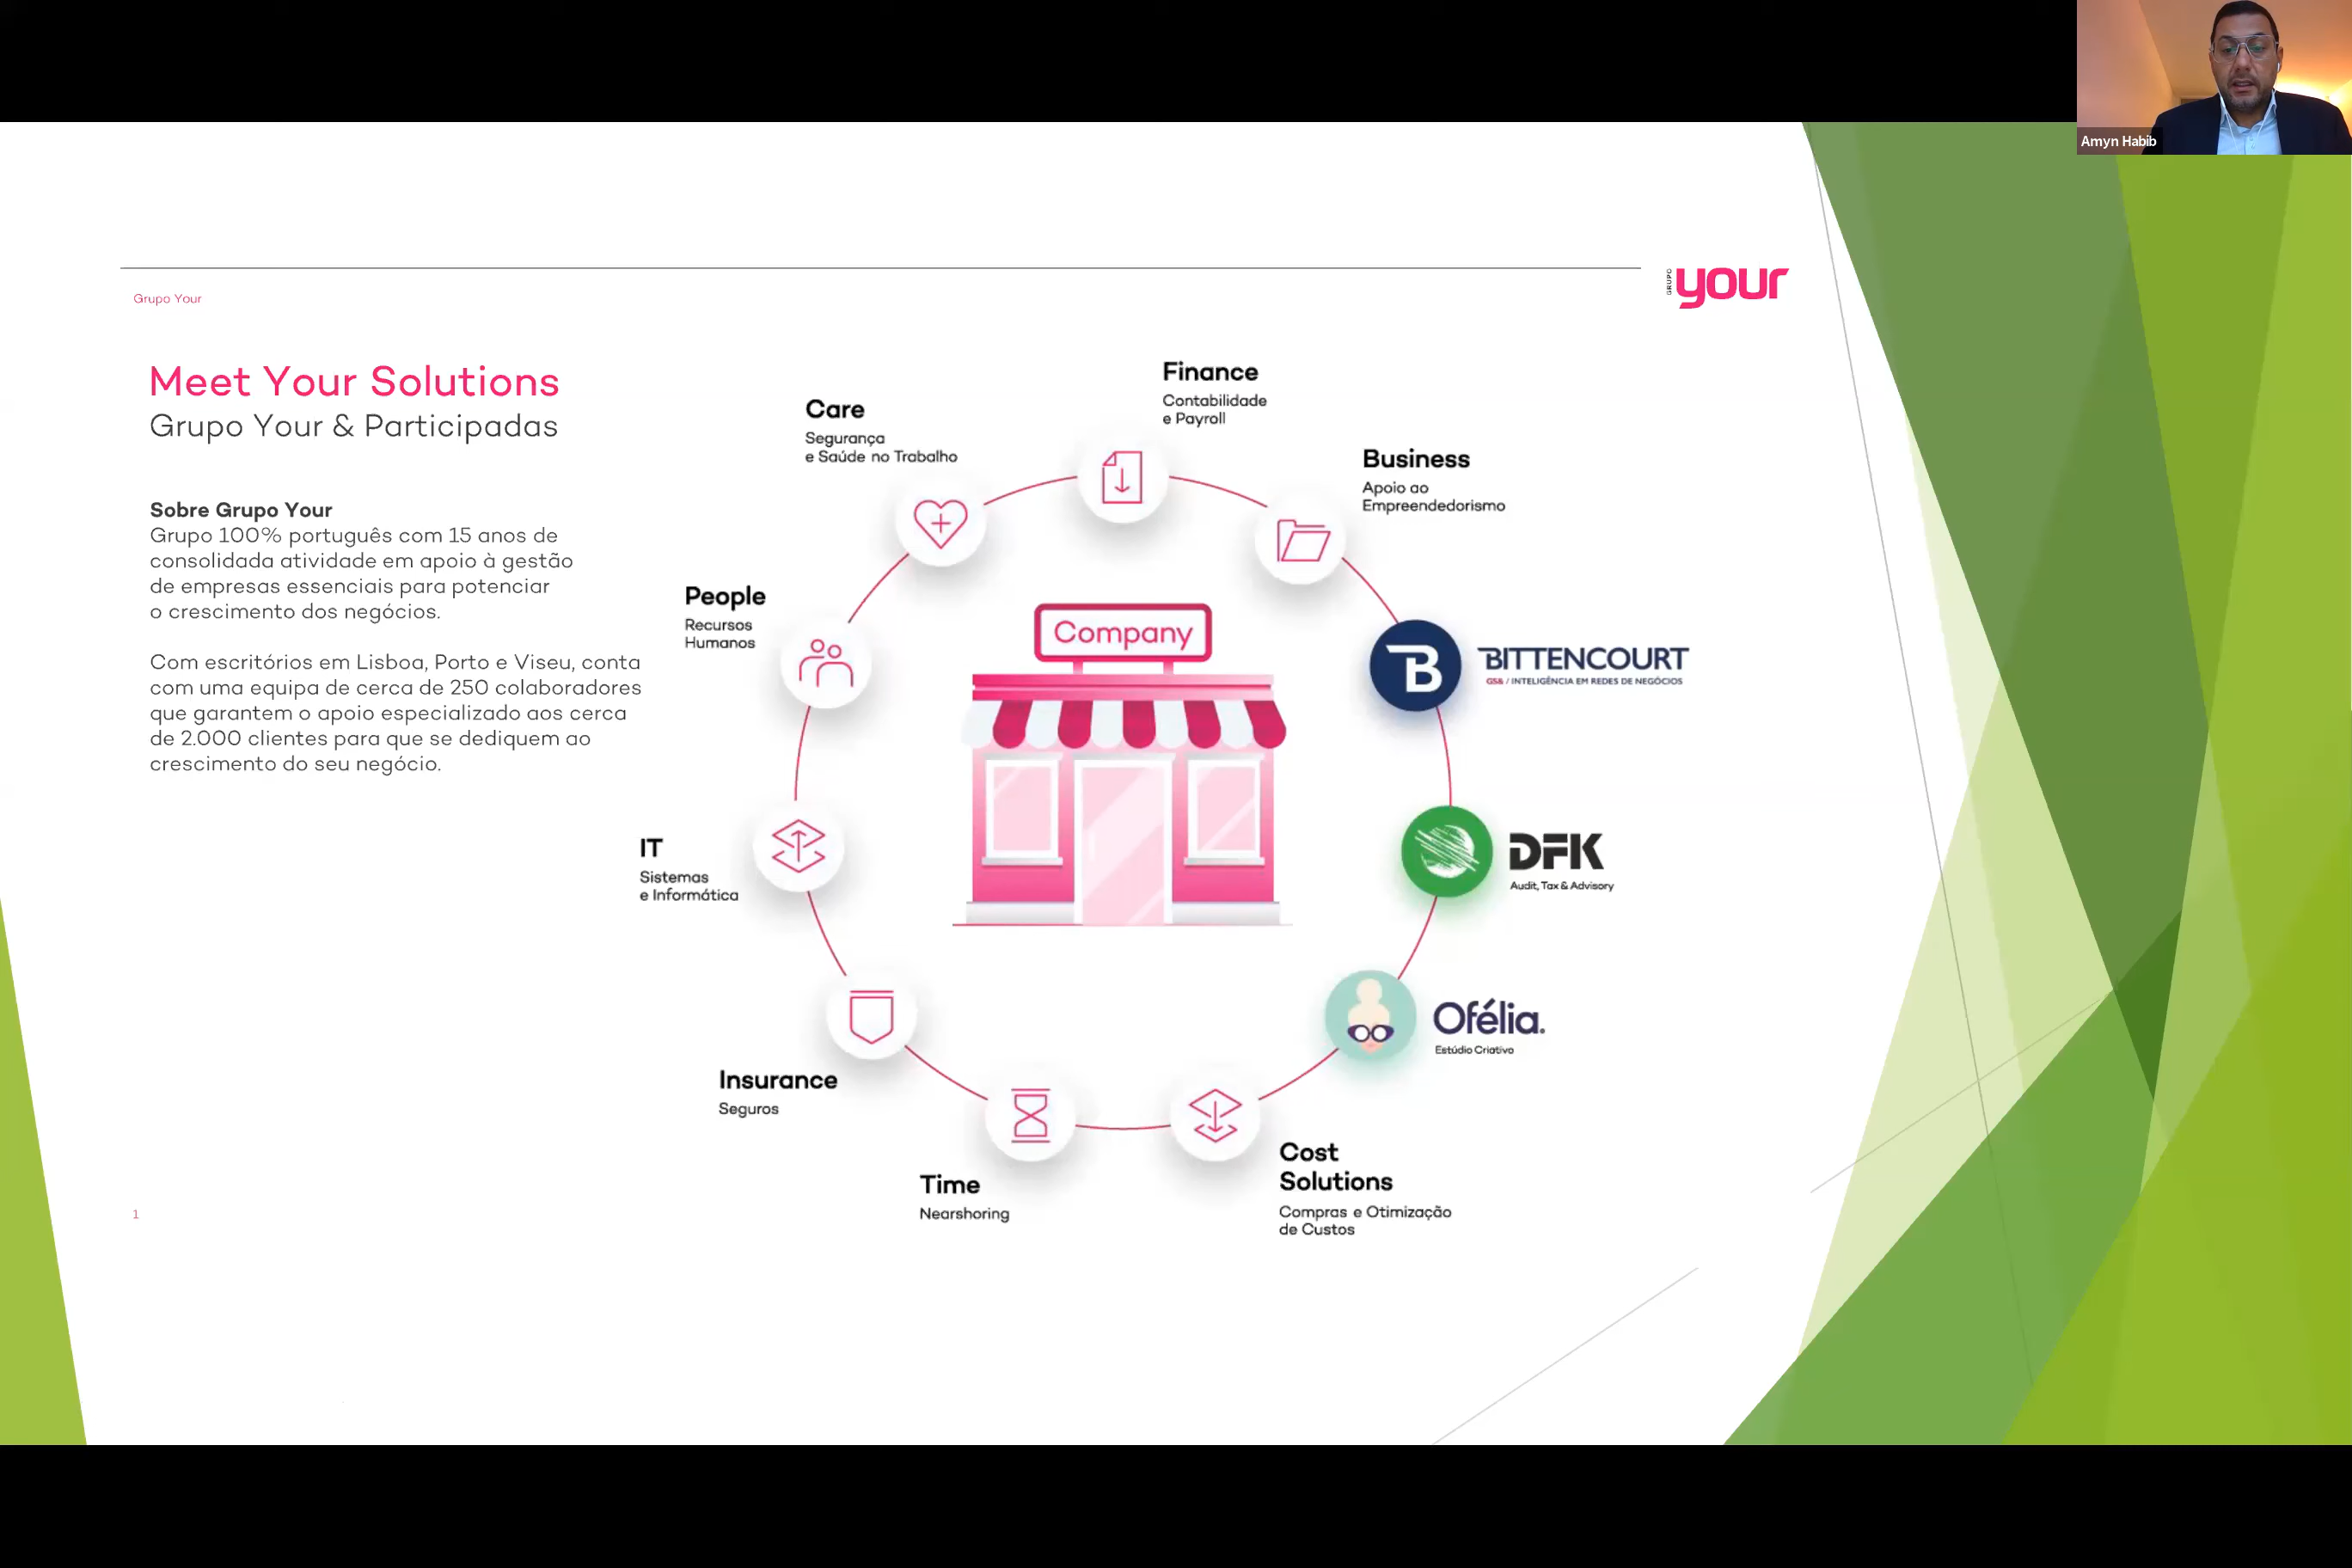 Amyn Habib
GRUPO
your
Grupo Your
Meet Your Solutions
Grupo Your & Participadas
Sobre Grupo Your
Grupo 100% português com 15 anos de
consolidada atividade em apoio à gestão
de empresas essenciais para potenciar
o crescimento dos negócios.
Com escritórios em Lisboa, Porto e Viseu, conta
com uma equipa de cerca de 250 colaboradores
que garantem o apoio especializado aos cerca
de 2.000 clientes para que se dediquem ao
crescimento do seu negócio.
Finance
Contabilidade
e Payroll
Business
Apoio ao
Empreendedorismo
B
BITTENCOURT
GS& / INTELIGÊNCIA EM REDES DE NEGÓCIOS
DFK
Audit, Tax & Advisory
Ofélia.
Estúdio Criativo
Cost
Solutions
Compras e Otimização
de Custos
Time
Nearshoring
Insurance
Seguros
IT
Sistemas
e Informática
People
Recursos
Humanos
Care
Segurança
e Saúde no Trabalho
Company
1